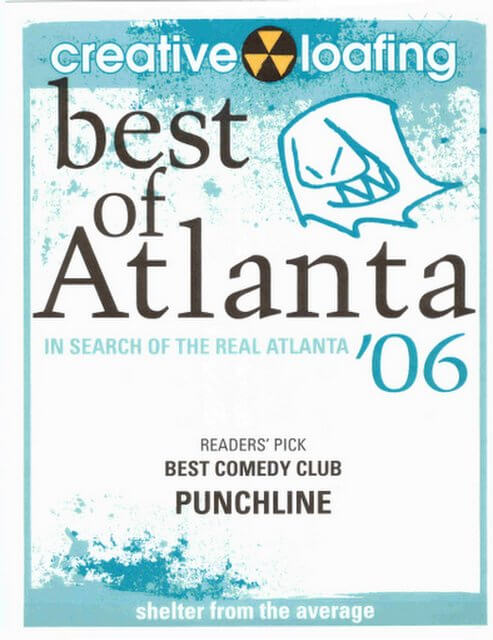 creative loafing
best
of
Atlanta
IN SEARCH OF THE REAL ATLANTA '06
READERS' PICK
BEST COMEDY CLUB
PUNCHLINE
shelter from the average